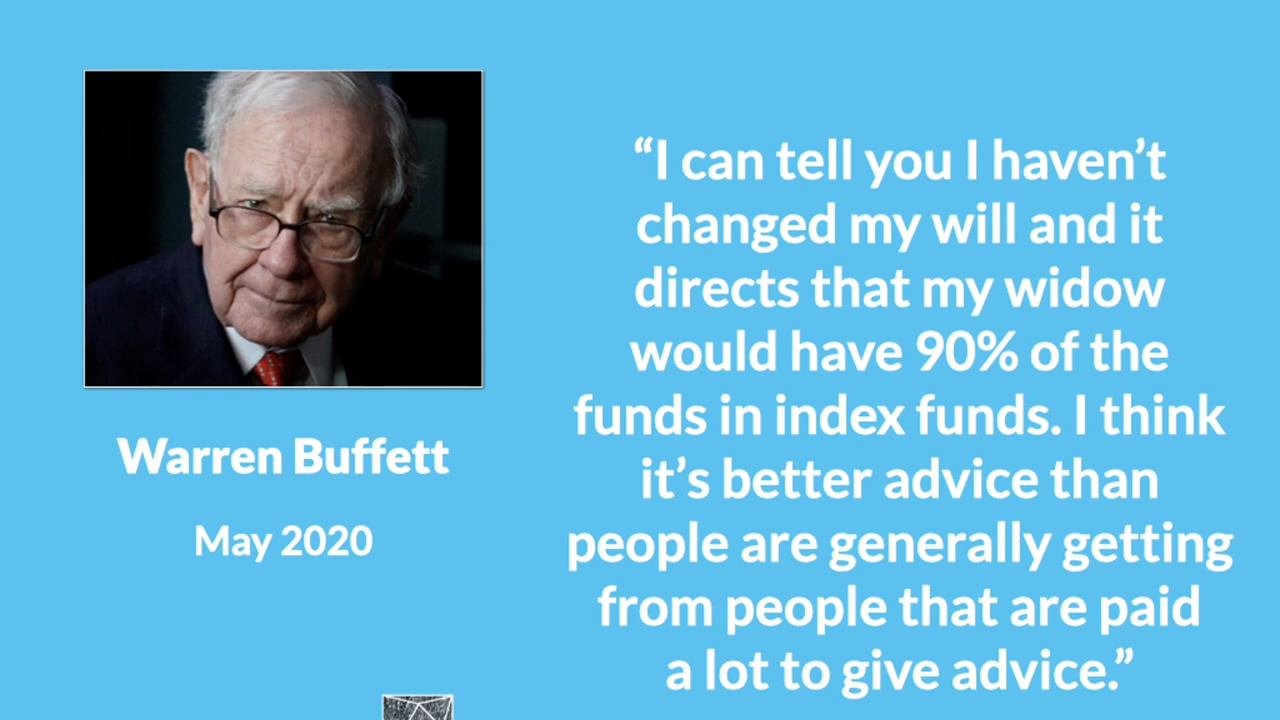 Warren Buffett
May 2020
“I can tell you I haven’t
changed my will and it
directs that my widow
would have 90% of the
funds in index funds. I think
it’s better advice than
people are generally getting
from people that are paid
a lot to give advice.”